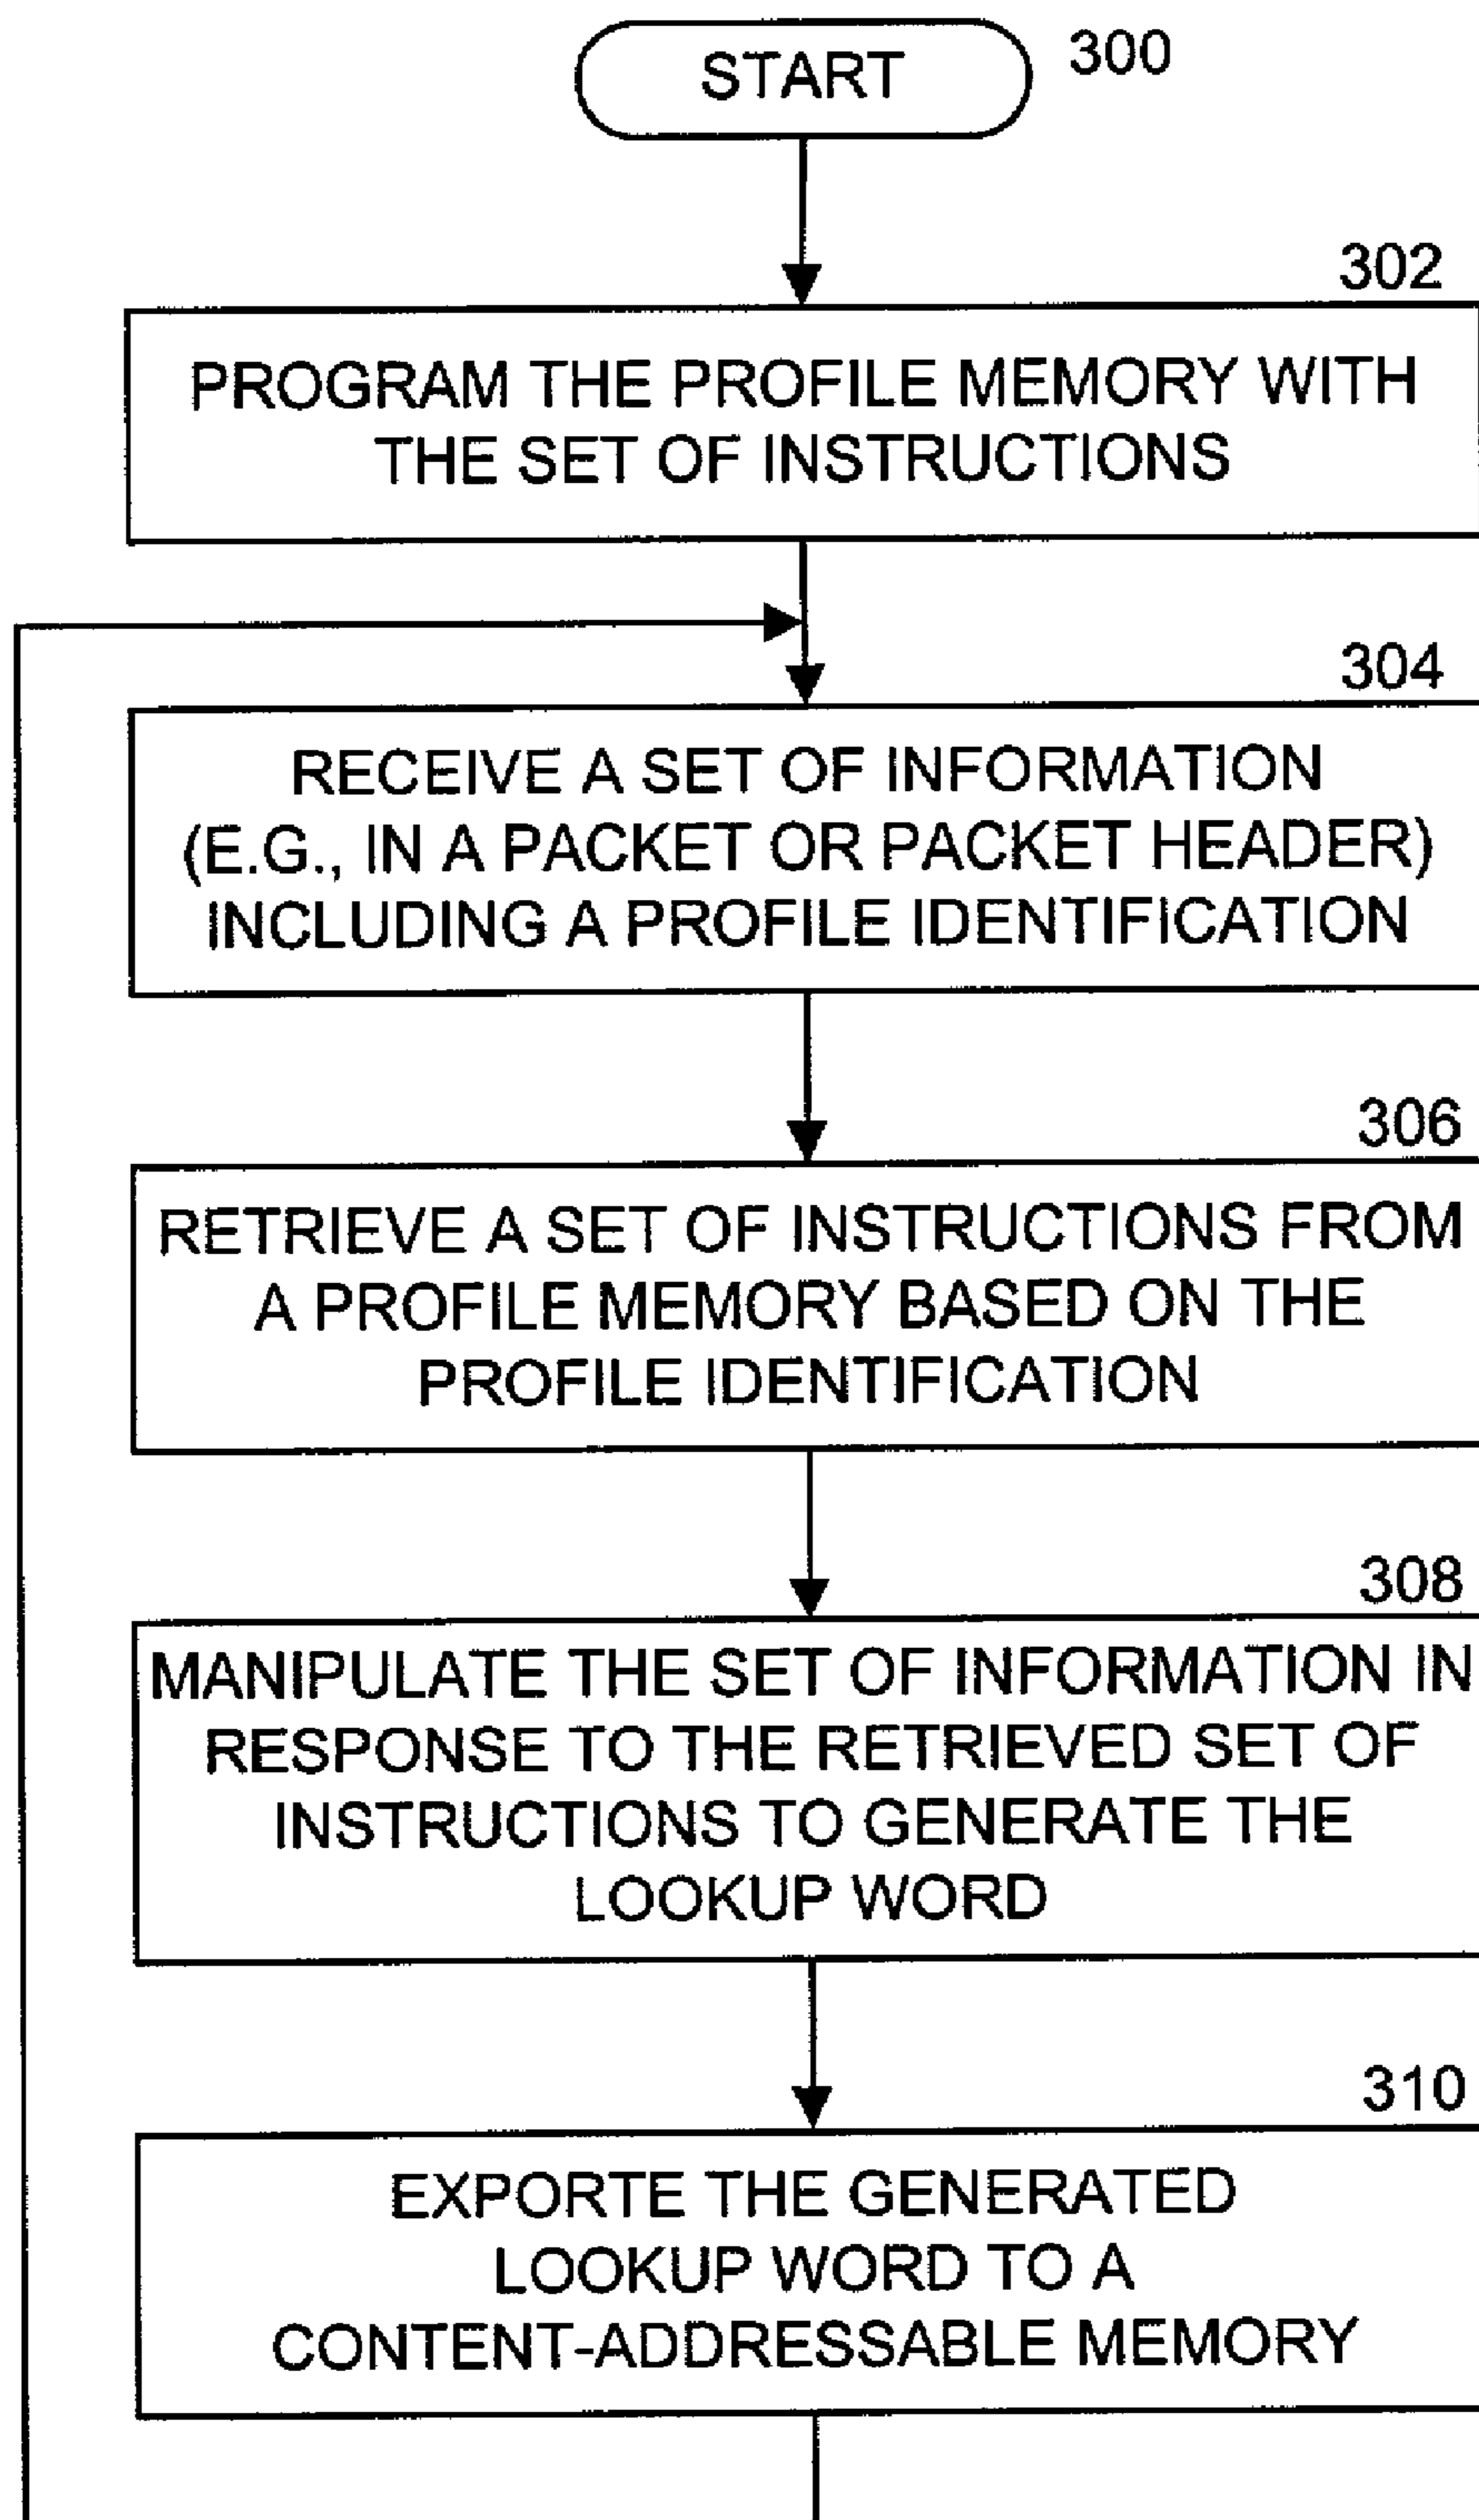 START
300
302
PROGRAM THE PROFILE MEMORY WITH
THE SET OF INSTRUCTIONS
304
RECEIVE A SET OF INFORMATION
(E.G., IN A PACKET OR PACKET HEADER)
INCLUDING A PROFILE IDENTIFICATION
306
RETRIEVE A SET OF INSTRUCTIONS FROM
A PROFILE MEMORY BASED ON THE
PROFILE IDENTIFICATION
308
MANIPULATE THE SET OF INFORMATION IN
RESPONSE TO THE RETRIEVED SET OF
INSTRUCTIONS TO GENERATE THE
LOOKUP WORD
310
EXPORTE THE GENERATED
LOOKUP WORD TO A
CONTENT-ADDRESSABLE MEMORY